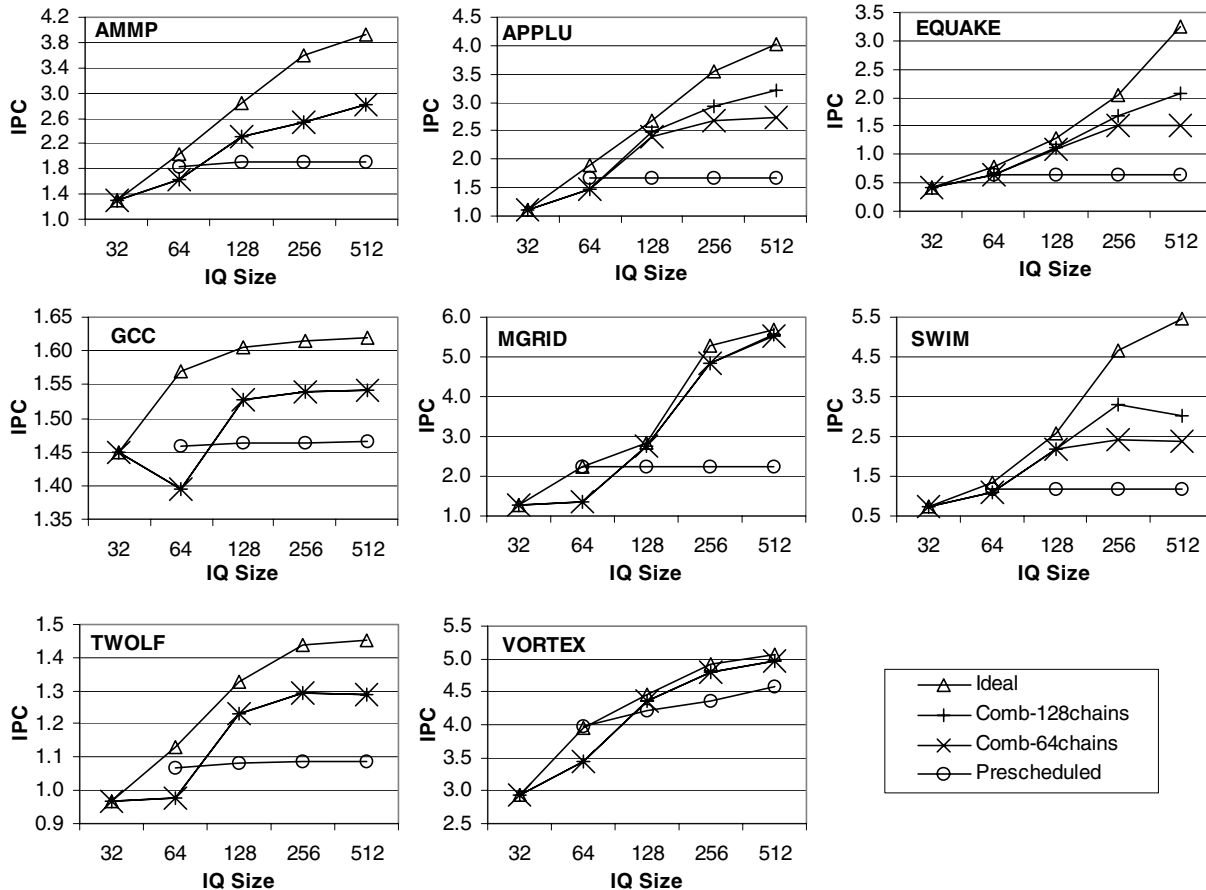 AMMP
4.2
3.8
3.4
3.0
2.6
2.2
1.8
1.4
1.0
IPC
32 64 128 256 512
IQ Size
APPLU
4.5
4.0
3.5
3.0
2.5
2.0
1.5
1.0
IPC
32 64 128 256 512
IQ Size
EQUAKE
3.5
3.0
2.5
2.0
1.5
1.0
0.5
0.0
IPC
32 64 128 256 512
IQ Size
GCC
1.65
1.60
1.55
1.50
1.45
1.40
1.35
IPC
32 64 128 256 512
IQ Size
MGRID
6.0
5.0
4.0
3.0
2.0
1.0
IPC
32 64 128 256 512
IQ Size
SWIM
5.5
4.5
3.5
2.5
1.5
0.5
IPC
32 64 128 256 512
IQ Size
TWOLF
1.5
1.4
1.3
1.2
1.1
1.0
0.9
IPC
32 64 128 256 512
IQ Size
VORTEX
5.5
5.0
4.5
4.0
3.5
3.0
2.5
IPC
32 64 128 256 512
IQ Size
Ideal
Comb-128chains
Comb-64chains
Prescheduled